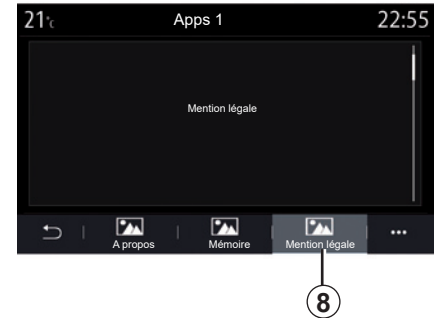 21°c Apps 1 22:55
Mention légale
A propos Mémoire Mention légale
8